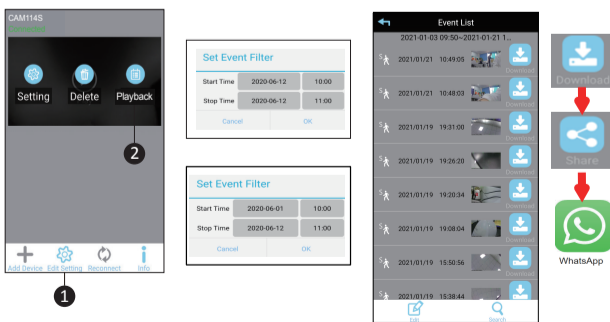 CAM114S
Setting Delete Playback
2
Add Device Edit Setting Reconnect Info
1
Set Event Filter
Start Time 2020-06-12 10:00
Stop Time 2020-06-12 11:00
Cancel OK
Set Event Filter
Start Time 2020-06-01 10:00
Stop Time 2020-06-12 11:00
Cancel OK
Event List
2021-01-03 09:50~2021-01-21 1...
S 2021/01/21 10:49:05
Download
S 2021/01/21 10:48:03
Download
S 2021/01/19 19:31:00
Download
S 2021/01/19 19:26:20
Download
S 2021/01/19 19:20:34
Download
S 2021/01/19 19:08:04
Download
S 2021/01/19 15:50:56
Download
S 2021/01/19 15:38:44
Edit Search
Download
Share
WhatsApp